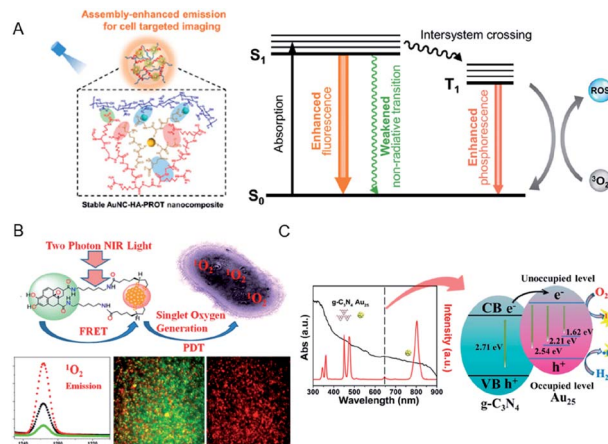 A
Assembly-enhanced emission
for cell targeted imaging
Stable AuNC-HA-PROT nanocomposite
S1
Absorption
Enhanced
fluorescence
Weakened
non-radiative transition
Intersystem crossing
T1
Enhanced
phosphorescence
S0
ROS
³O2
B
Two Photon NIR Light
FRET
Singlet Oxygen
Generation
PDT
¹O2
¹O2
Emission
C
Abs (a.u.)
g-C3N4 Au25
Intensity (a.u.)
300 400 500 600 700 800 900
Wavelength (nm)
Unoccupied level
CB e-
e-
O2
2.71 eV
1.62 eV
2.21 eV
2.54 eV
VB h+
h+
H2
Occupied level
g-C3N4
Au25